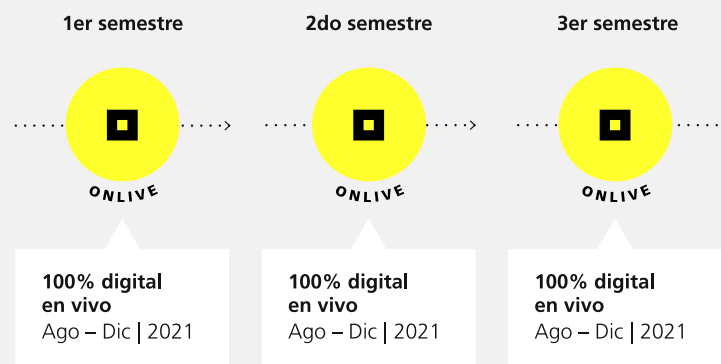 1er semestre
2do semestre
3er semestre
ONLIVE
ONLIVE
ONLIVE
100% digital
en vivo
Ago – Dic | 2021
100% digital
en vivo
Ago – Dic | 2021
100% digital
en vivo
Ago – Dic | 2021